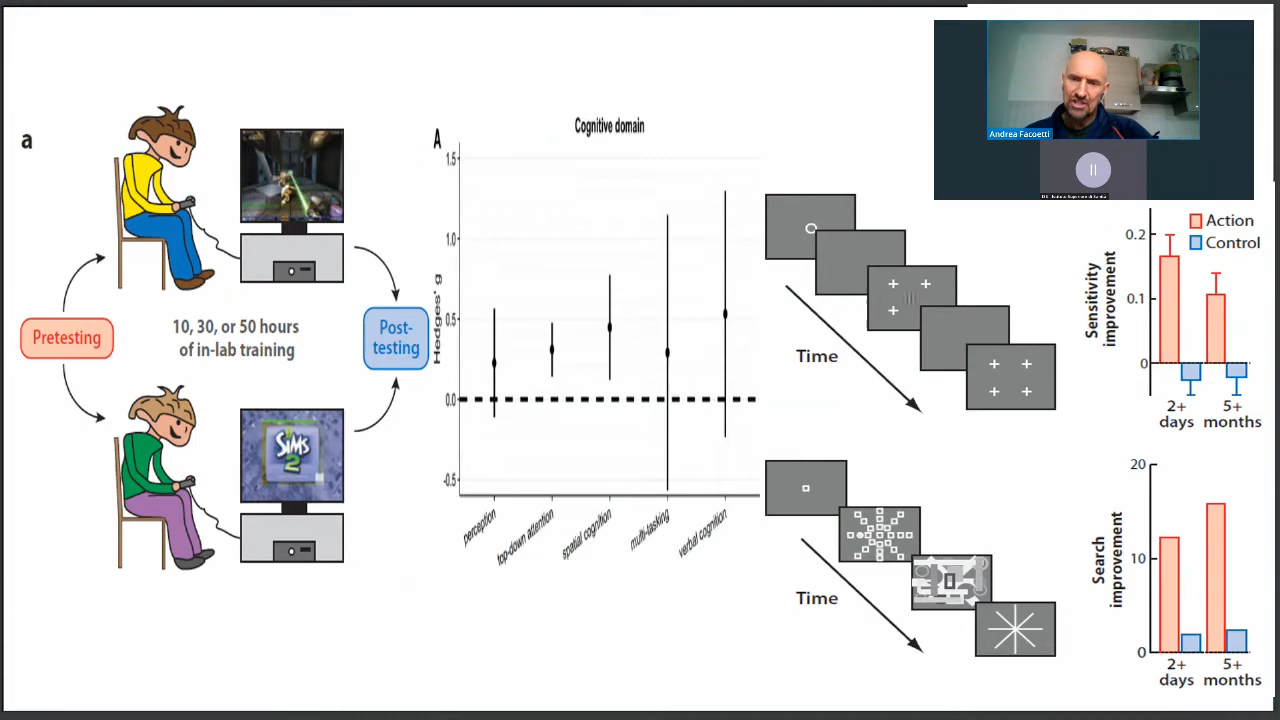 a
Pretesting
10, 30, or 50 hours
of in-lab training
Post-
testing
SIMS
2
A
Cognitive domain
Hedges' g
1.5
1.0
0.5
0.0
-0.5
perception
top-down attention
spatial cognition
multi-tasking
verbal cognition
Time
Time
Andrea Facoetti
Action
Control
Sensitivity
improvement
0.2
0.1
0
2+
days
5+
months
Search
improvement
20
10
0
2+
days
5+
months